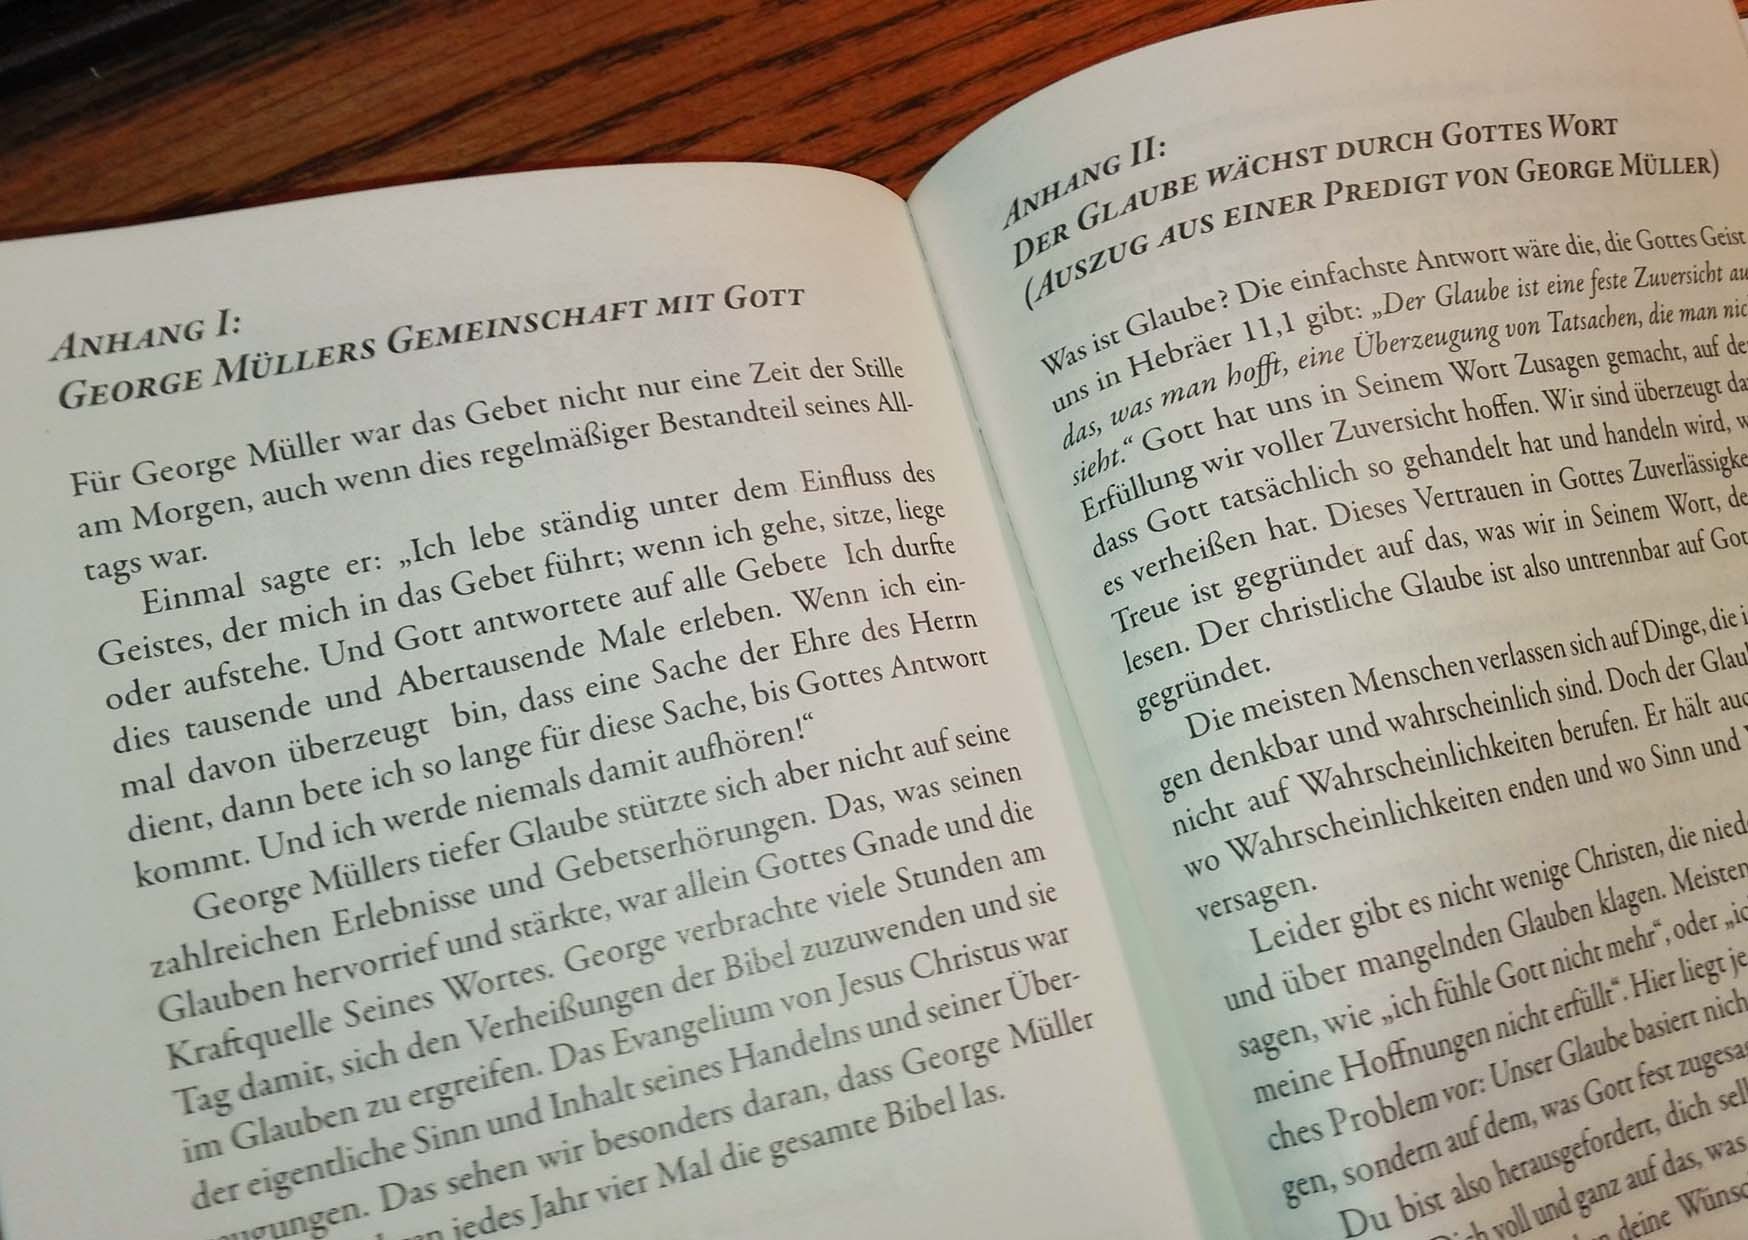 ANHANG I:
GEORGE MÜLLERS GEMEINSCHAFT MIT GOTT
Für George Müller war das Gebet nicht nur eine Zeit der Stille
am Morgen, auch wenn dies regelmäßiger Bestandteil seines All-
tags war.
Einmal sagte er: „Ich lebe ständig unter dem Einfluss des
Geistes, der mich in das Gebet führt; wenn ich gehe, sitze, liege
oder aufstehe. Und Gott antwortete auf alle Gebete Ich durfte
dies tausende und Abertausende Male erleben. Wenn ich ein-
mal davon überzeugt bin, dass eine Sache der Ehre des Herrn
dient, dann bete ich so lange für diese Sache, bis Gottes Antwort
kommt. Und ich werde niemals damit aufhören!“
George Müllers tiefer Glaube stützte sich aber nicht auf seine
zahlreichen Erlebnisse und Gebetserhörungen. Das, was seinen
Glauben hervorrief und stärkte, war allein Gottes Gnade und die
Kraftquelle Seines Wortes. George verbrachte viele Stunden am
Tag damit, sich den Verheißungen der Bibel zuzuwenden und sie
im Glauben zu ergreifen. Das Evangelium von Jesus Christus war
der eigentliche Sinn und Inhalt seines Handelns und seiner Über-
zeugungen. Das sehen wir besonders daran, dass George Müller
jedes Jahr vier Mal die gesamte Bibel las.
ANHANG II:
DER GLAUBE WÄCHST DURCH GOTTES WORT
(AUSZUG AUS EINER PREDIGT VON GEORGE MÜLLER)
Was ist Glaube? Die einfachste Antwort wäre die, die Gottes Geist
uns in Hebräer 11,1 gibt: „Der Glaube ist eine feste Zuversicht au
das, was man hofft, eine Überzeugung von Tatsachen, die man nic
sieht.“ Gott hat uns in Seinem Wort Zusagen gemacht, auf de
Erfüllung wir voller Zuversicht hoffen. Wir sind überzeugt da
dass Gott tatsächlich so gehandelt hat und handeln wird, w
es verheißen hat. Dieses Vertrauen in Gottes Zuverlässigke
Treue ist gegründet auf das, was wir in Seinem Wort, de
lesen. Der christliche Glaube ist also untrennbar auf Got
gegründet.
Die meisten Menschen verlassen sich auf Dinge, die i
gen denkbar und wahrscheinlich sind. Doch der Glau
nicht auf Wahrscheinlichkeiten berufen. Er hält auc
wo Wahrscheinlichkeiten enden und wo Sinn und
versagen.
Leider gibt es nicht wenige Christen, die niede
und über mangelnden Glauben klagen. Meisten
sagen, wie „ich fühle Gott nicht mehr“, oder „ic
meine Hoffnungen nicht erfüllt“. Hier liegt je
ches Problem vor: Unser Glaube basiert nich
gen, sondern auf dem, was Gott fest zugesa
Du bist also herausgefordert, dich sel
voll und ganz auf das, was
deine Wünsc